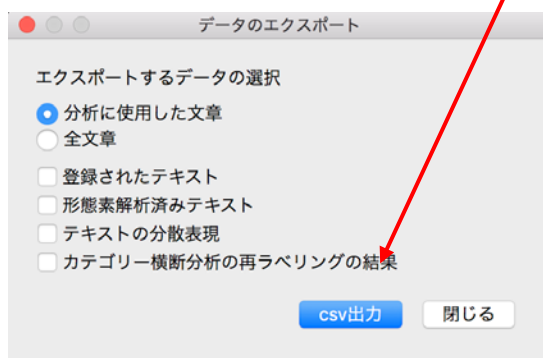 データのエクスポート
エクスポートするデータの選択
分析に使用した文章
全文章
登録されたテキスト
形態素解析済みテキスト
テキストの分散表現
カテゴリー横断分析の再ラベリングの結果
csv出力 閉じる